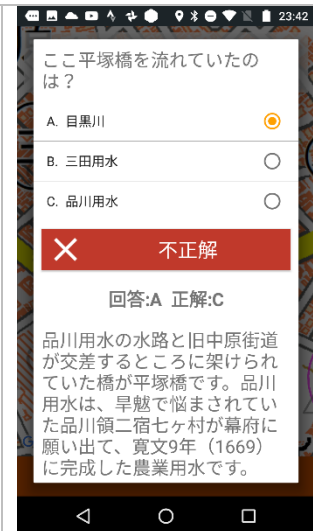 23:42
ここ平塚橋を流れていたの
は？
A. 目黒川
B. 三田用水
C. 品川用水
不正解
回答:A 正解:C
品川用水の水路と旧中原街道
が交差するところに架けられ
ていた橋が平塚橋です。品川
用水は、旱魃で悩まされてい
た品川領二宿七ヶ村が幕府に
願い出て、寛文9年（1669）
に完成した農業用水です。